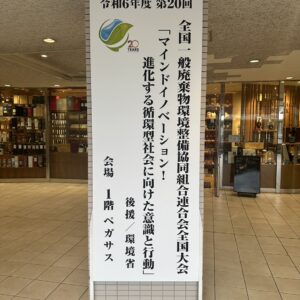 令和6年度 第20回
20
YEARS
全国一般廃棄物環境整備協同組合連合会全国大会
「マインドイノベーション!
進化する循環型社会に向けた意識と行動」
後援/環境省
会場 1階 ペガサス